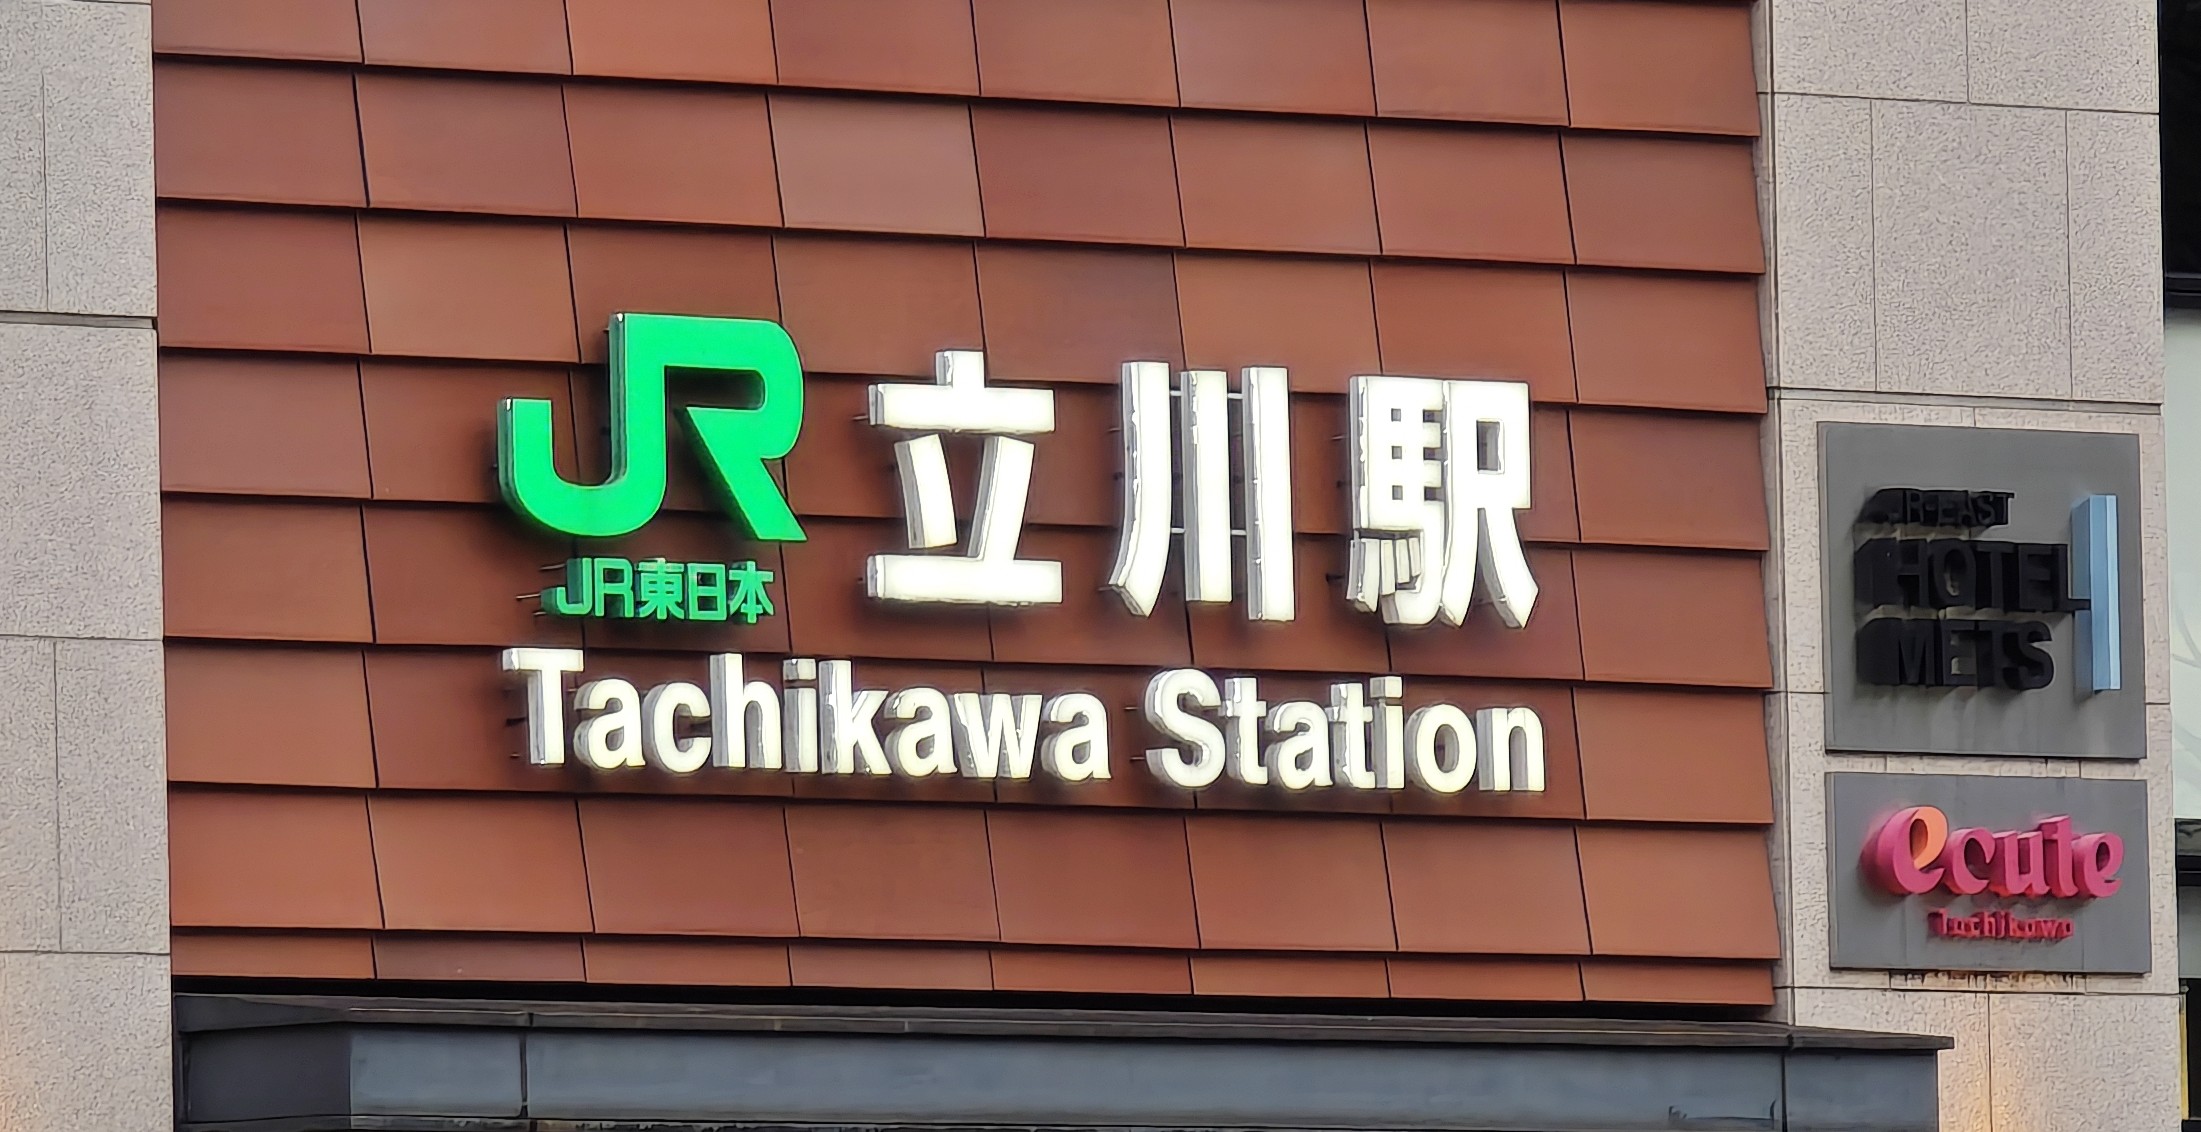 JR
JR東日本
立川駅
Tachikawa Station
JR-EAST
HOTEL
METS
ecute
Tachikawa